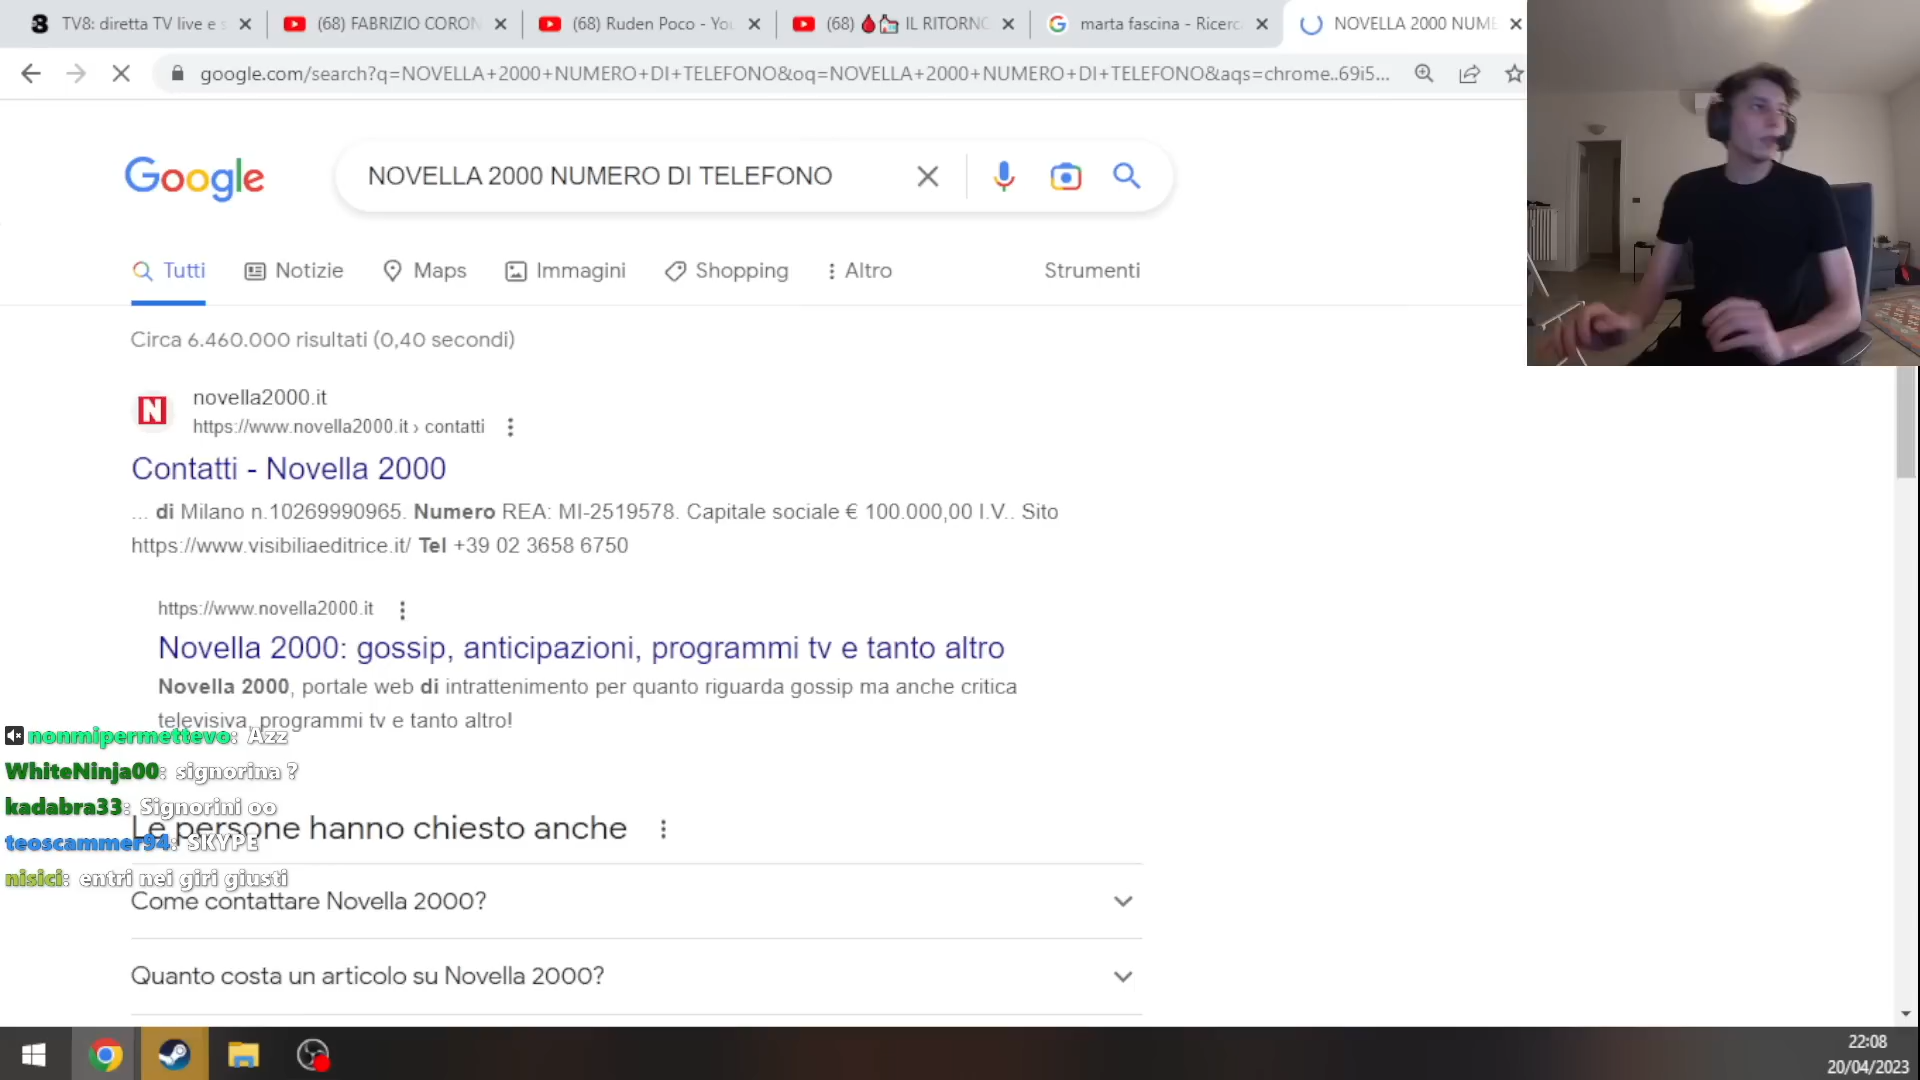 TV8: diretta TV live e s
(68) FABRIZIO CORON
(68) Ruden Poco - You
(68) 🩸🏠 IL RITORNO
marta fascina - Ricerc
NOVELLA 2000 NUME
google.com/search?q=NOVELLA+2000+NUMERO+DI+TELEFONO&oq=NOVELLA+2000+NUMERO+DI+TELEFONO&aqs=chrome..69i5...
Google
NOVELLA 2000 NUMERO DI TELEFONO
Tutti
Notizie
Maps
Immagini
Shopping
Altro
Strumenti
Circa 6.460.000 risultati (0,40 secondi)
N
novella2000.it
https://www.novella2000.it › contatti
Contatti - Novella 2000
... di Milano n.10269990965. Numero REA: MI-2519578. Capitale sociale € 100.000,00 I.V.. Sito
https://www.visibiliaeditrice.it/ Tel +39 02 3658 6750
https://www.novella2000.it
Novella 2000: gossip, anticipazioni, programmi tv e tanto altro
Novella 2000, portale web di intrattenimento per quanto riguarda gossip ma anche critica
televisiva, programmi tv e tanto altro!
nonmipermettevo: Azz
WhiteNinja00: signorina ?
kadabra33: Signorini oo
Le persone hanno chiesto anche
teoscammer94: SKYPE
nisici: entri nei giri giusti
Come contattare Novella 2000?
Quanto costa un articolo su Novella 2000?
22:08
20/04/2023